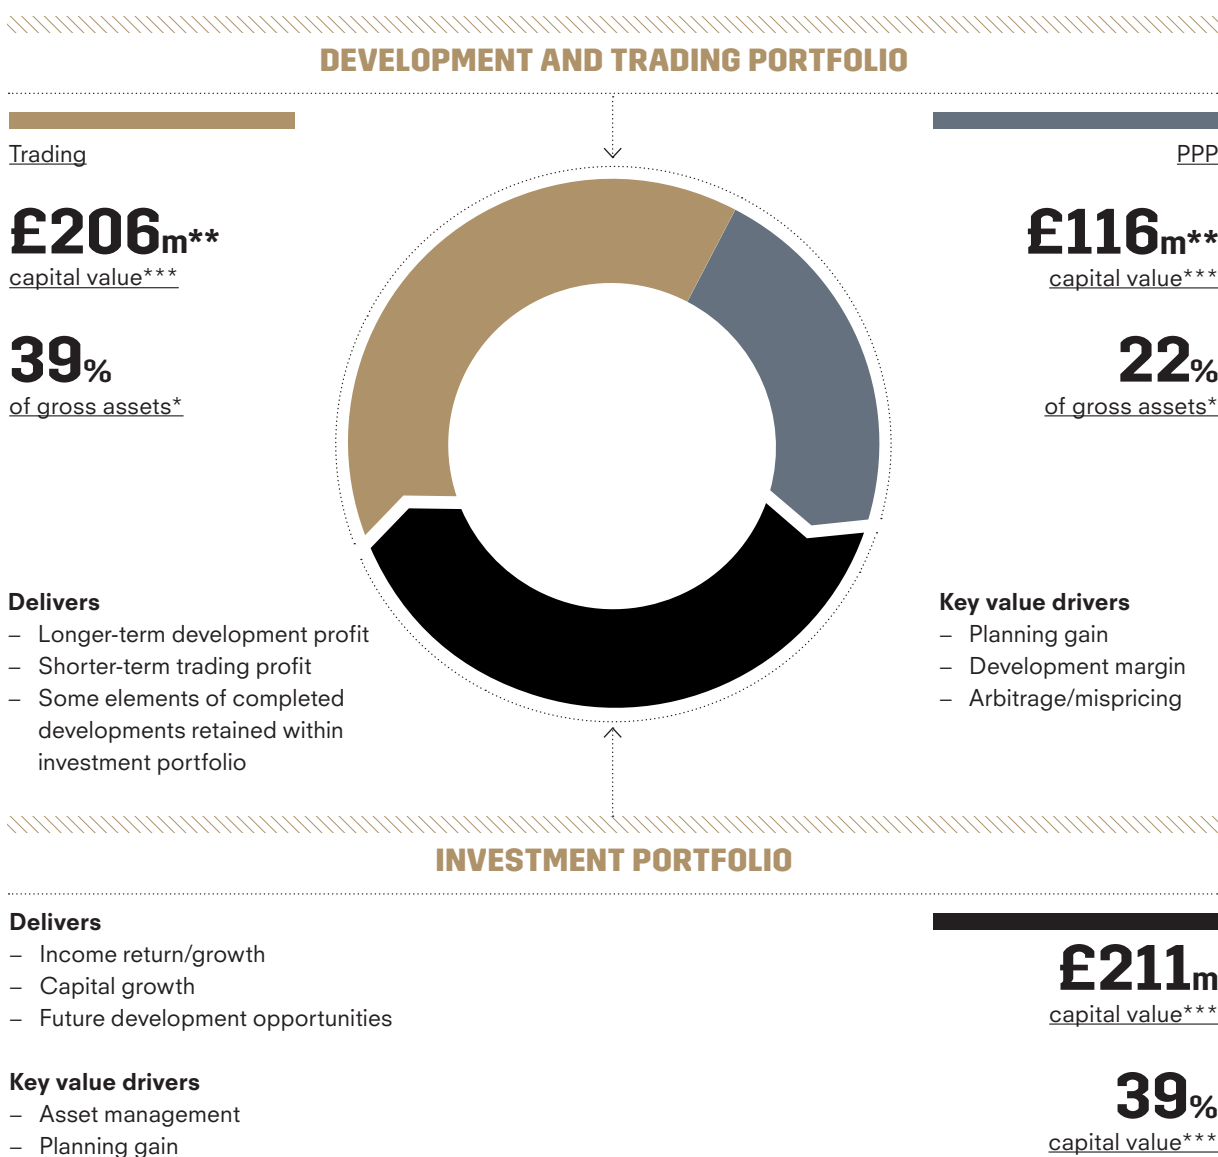 DEVELOPMENT AND TRADING PORTFOLIO
Trading
£206m**
capital value***
39%
of gross assets*
PPP
£116m**
capital value***
22%
of gross assets*
Delivers
– Longer-term development profit
– Shorter-term trading profit
– Some elements of completed
developments retained within
investment portfolio
Key value drivers
– Planning gain
– Development margin
– Arbitrage/mispricing
INVESTMENT PORTFOLIO
Delivers
– Income return/growth
– Capital growth
– Future development opportunities
Key value drivers
– Asset management
– Planning gain
£211m
capital value***
39%
capital value***